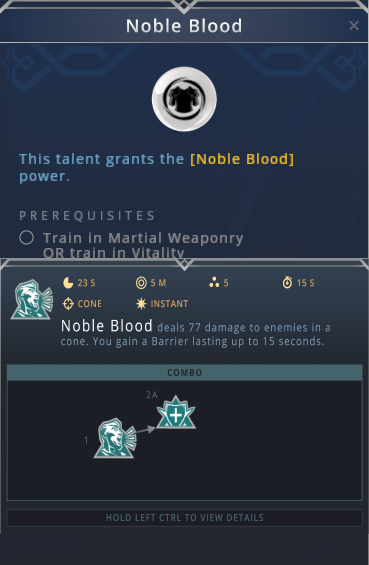 Noble Blood
This talent grants the [Noble Blood]
power.
PREREQUISITES
Train in Martial Weaponry
OR train in Vitality
23 S 5 M 5 15 S
CONE INSTANT
Noble Blood deals 77 damage to enemies in a
cone. You gain a Barrier lasting up to 15 seconds.
COMBO
2A
1
HOLD LEFT CTRL TO VIEW DETAILS